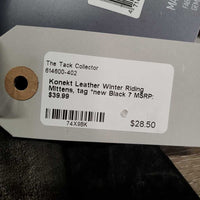 The Tack Collector
614600-402
Konekt Leather Winter Riding
Mittens, tag *new Black 7 MSRP:
$39.99
74X9BK
$28.50